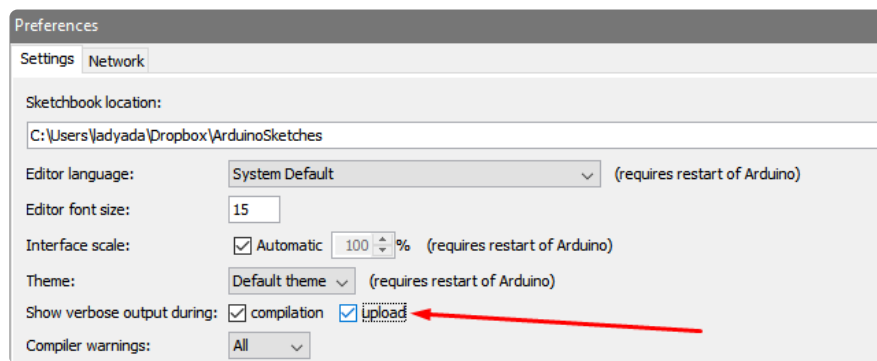 Preferences
Settings Network
Sketchbook location:
C:\Users\ladyada\Dropbox\ArduinoSketches
Editor language: System Default (requires restart of Arduino)
Editor font size: 15
Interface scale: Automatic 100 % (requires restart of Arduino)
Theme: Default theme (requires restart of Arduino)
Show verbose output during: compilation upload
Compiler warnings: All